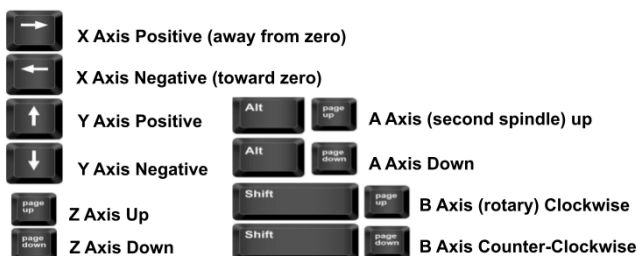 X Axis Positive (away from zero)
X Axis Negative (toward zero)
Y Axis Positive
Alt
page
up
A Axis (second spindle) up
Y Axis Negative
Alt
page
down
A Axis Down
page
up
Z Axis Up
Shift
page
up
B Axis (rotary) Clockwise
page
down
Z Axis Down
Shift
page
down
B Axis Counter-Clockwise